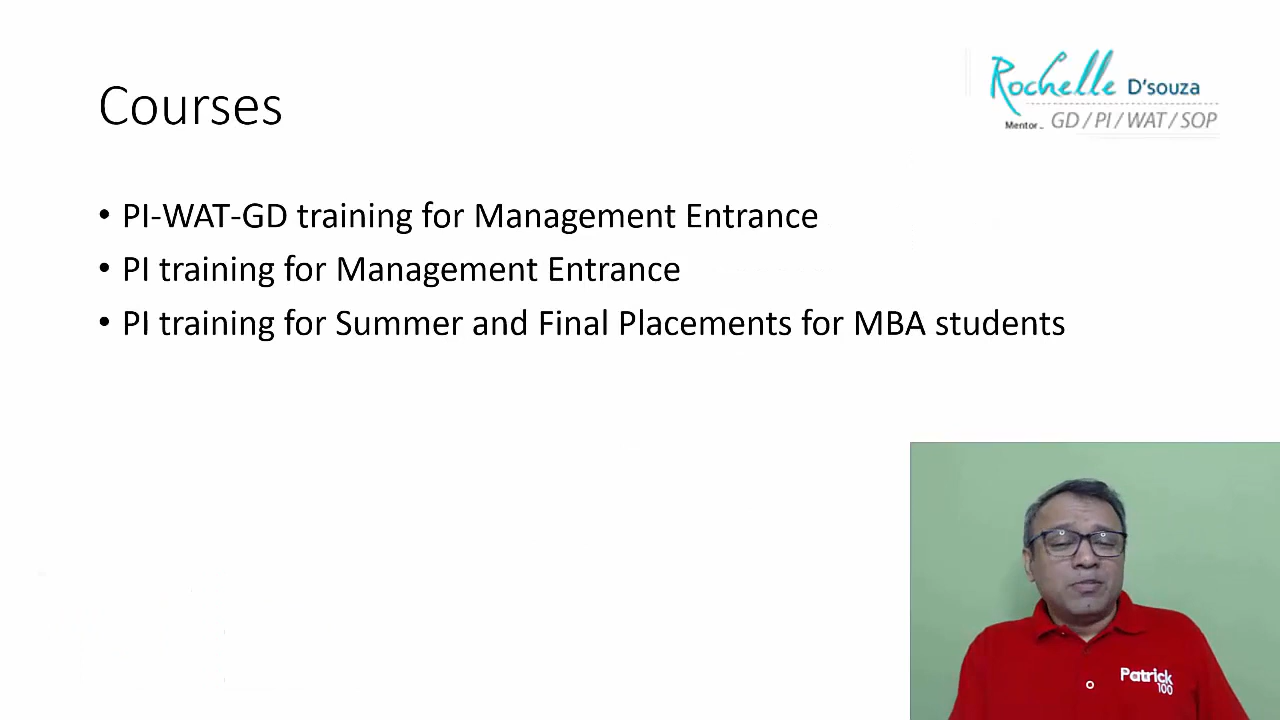 Rochelle D'souza
Mentor - GD / PI / WAT / SOP
Courses
• PI-WAT-GD training for Management Entrance
• PI training for Management Entrance
• PI training for Summer and Final Placements for MBA students
Patrick
100